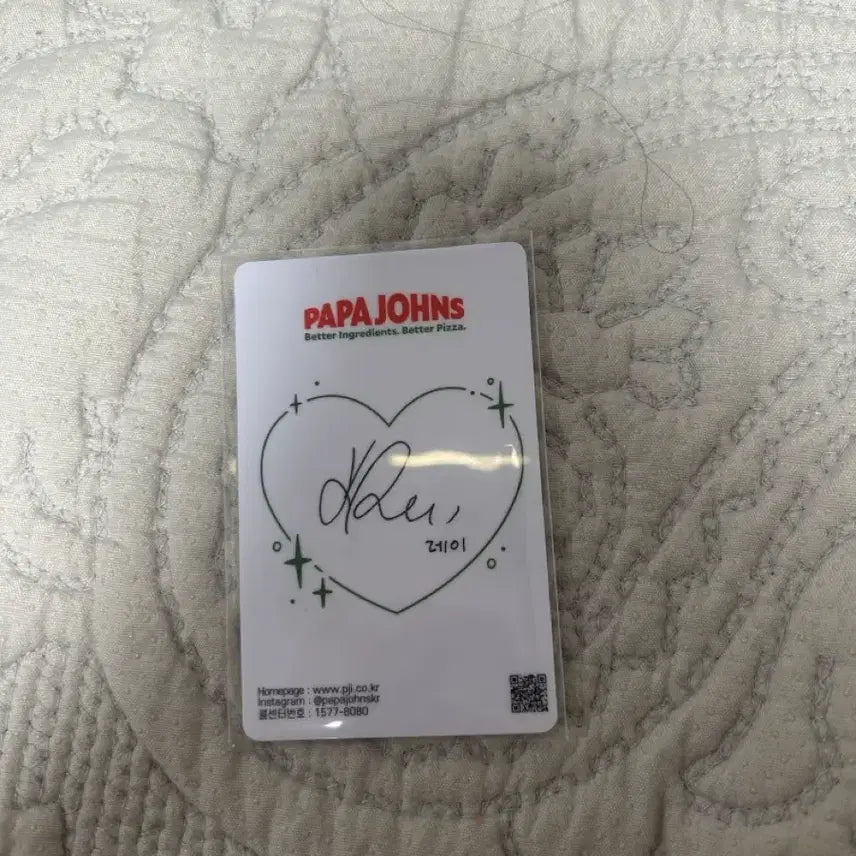 PAPA JOHNS
Better Ingredients. Better Pizza.
레이
Homepage : www.pji.co.kr
Instagram : @papajohnskr
콜센터번호 : 1577-8080